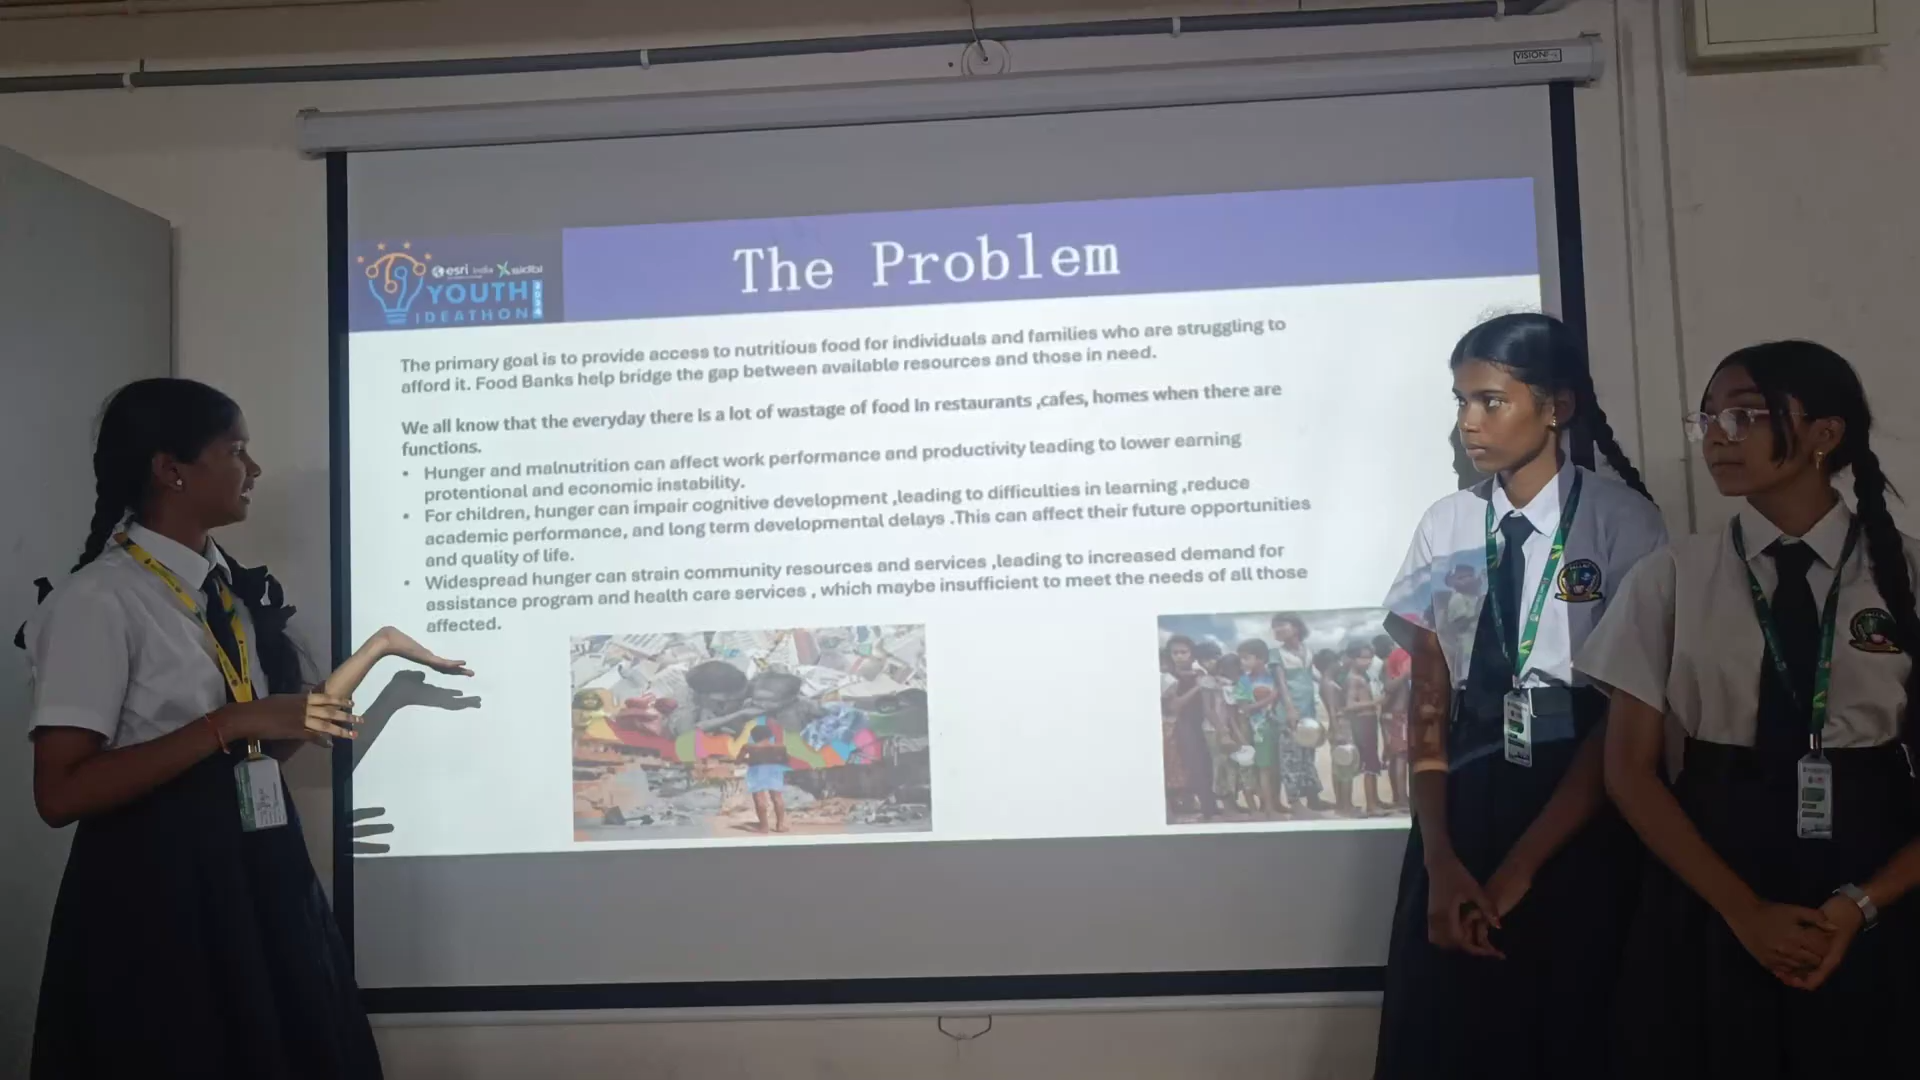 VISION
esri India
YOUTH
2024
IDEATHON
The Problem
The primary goal is to provide access to nutritious food for individuals and families who are struggling to
afford it. Food Banks help bridge the gap between available resources and those in need.
We all know that the everyday there is a lot of wastage of food in restaurants ,cafes, homes when there are
functions.
• Hunger and malnutrition can affect work performance and productivity leading to lower earning
protentional and economic instability.
• For children, hunger can impair cognitive development ,leading to difficulties in learning ,reduce
academic performance, and long term developmental delays .This can affect their future opportunities
and quality of life.
• Widespread hunger can strain community resources and services ,leading to increased demand for
assistance program and health care services , which maybe insufficient to meet the needs of all those
affected.